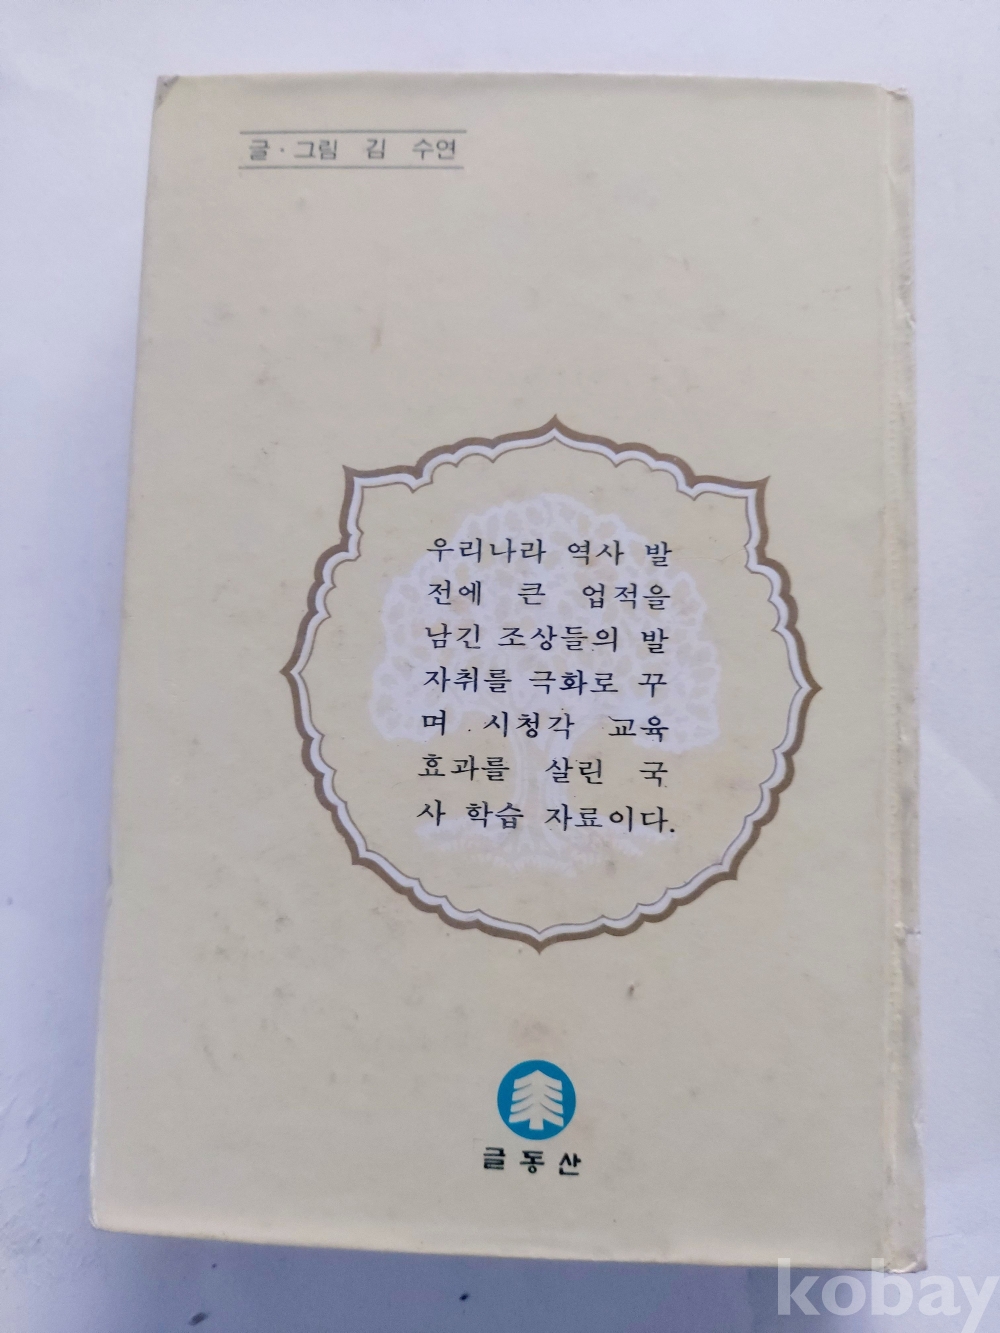 글·그림 김 수연
우리나라 역사 발
전에 큰 업적을
남긴 조상들의 발
자취를 극화로 꾸
며 시청각 교육
효과를 살린 국
사 학습 자료이다.
글동산
kobay